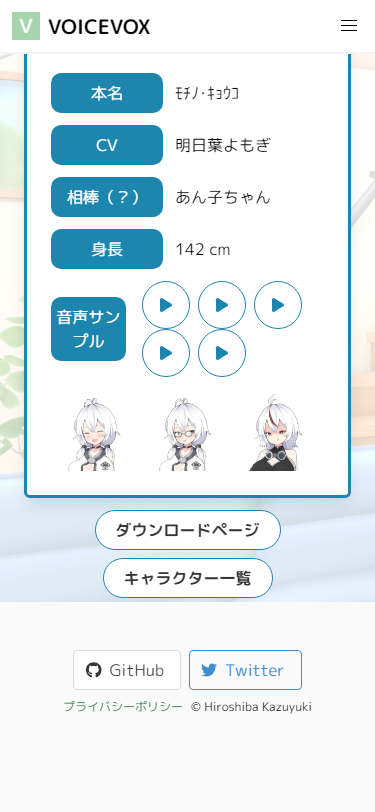 V VOICEVOX
本名 ﾓﾁﾉ･ｷｮｳｺ
CV 明日葉よもぎ
相棒（？） あん子ちゃん
身長 142 cm
音声サン
プル
ダウンロードページ
キャラクター一覧
GitHub Twitter
プライバシーポリシー © Hiroshiba Kazuyuki